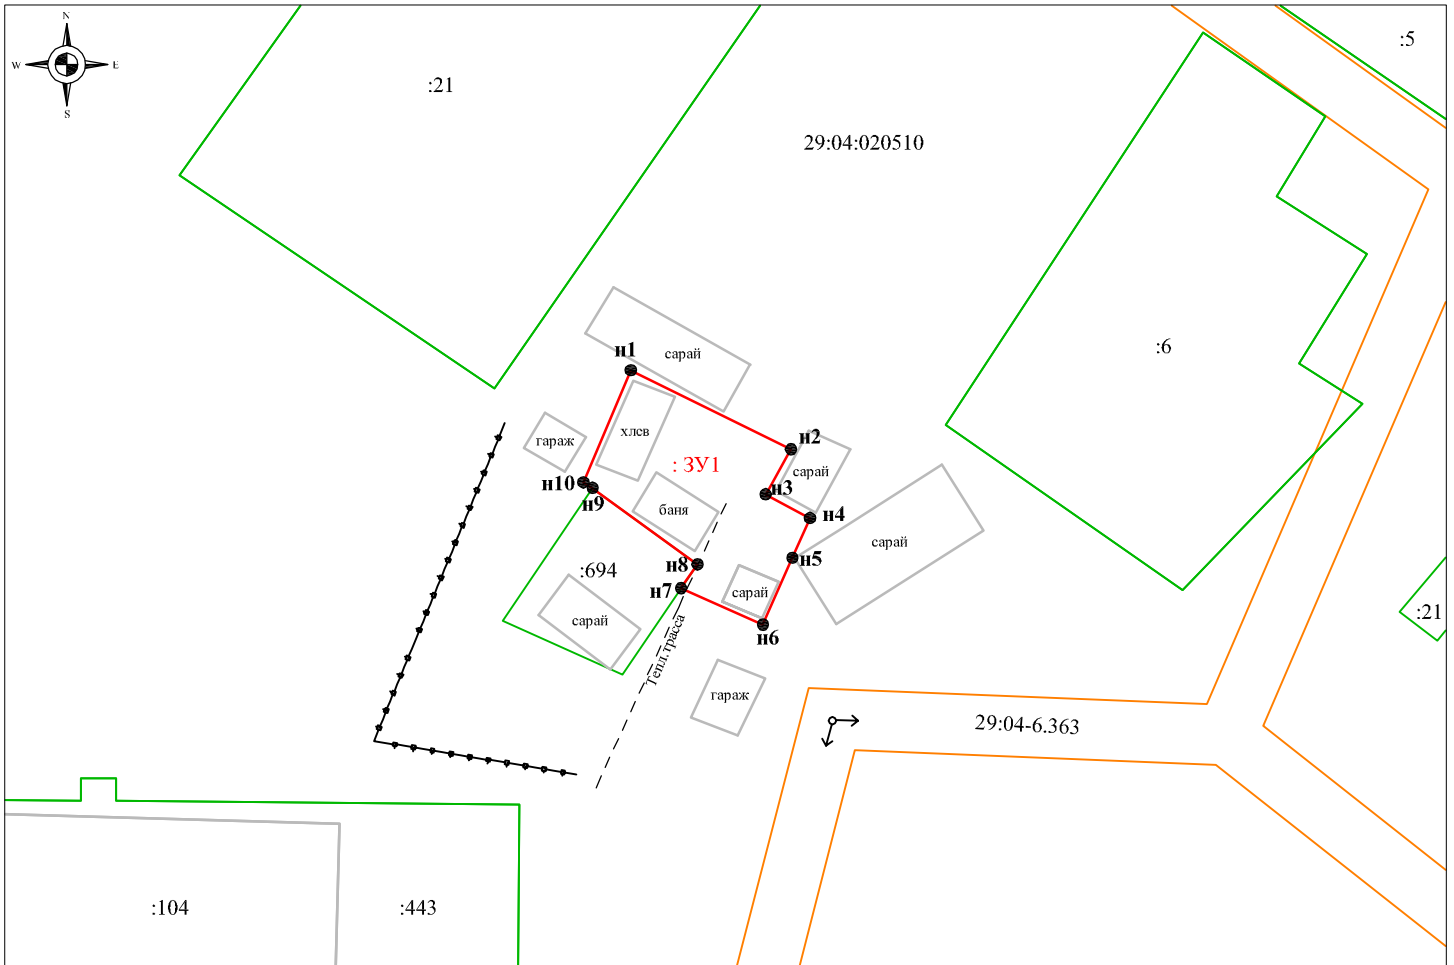 N
W E
S
:21
:5
29:04:020510
:6
н1
сарай
гараж
хлев
н2
: ЗУ1
сарай
н3
н10
н9
баня
н4
сарай
н5
н8
:694
н7
сарай
сарай
н6
Тепл.трасса
:21
гараж
29:04-6.363
:104
:443